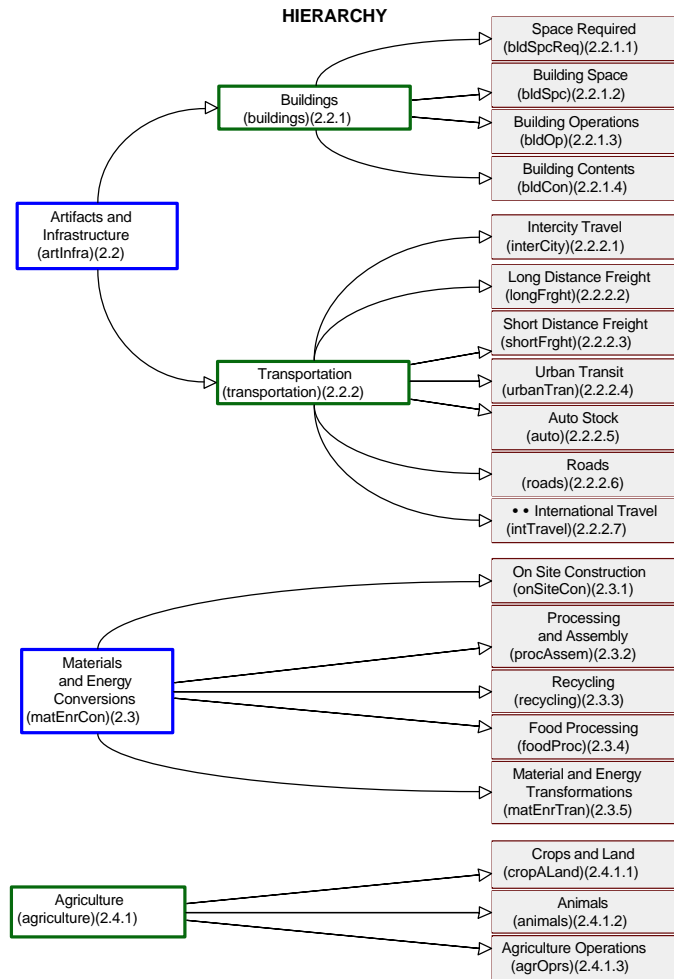 HIERARCHY
Space Required
(bldSpcReq)(2.2.1.1)
Building Space
(bldSpc)(2.2.1.2)
Buildings
(buildings)(2.2.1)
Building Operations
(bldOp)(2.2.1.3)
Building Contents
(bldCon)(2.2.1.4)
Artifacts and
Infrastructure
(artInfra)(2.2)
Intercity Travel
(interCity)(2.2.2.1)
Long Distance Freight
(longFrght)(2.2.2.2)
Short Distance Freight
(shortFrght)(2.2.2.3)
Transportation
(transportation)(2.2.2)
Urban Transit
(urbanTran)(2.2.2.4)
Auto Stock
(auto)(2.2.2.5)
Roads
(roads)(2.2.2.6)
• • International Travel
(intTravel)(2.2.2.7)
On Site Construction
(onSiteCon)(2.3.1)
Processing
and Assembly
(procAssem)(2.3.2)
Materials
and Energy
Conversions
(matEnrCon)(2.3)
Recycling
(recycling)(2.3.3)
Food Processing
(foodProc)(2.3.4)
Material and Energy
Transformations
(matEnrTran)(2.3.5)
Crops and Land
(cropALand)(2.4.1.1)
Agriculture
(agriculture)(2.4.1)
Animals
(animals)(2.4.1.2)
Agriculture Operations
(agrOprs)(2.4.1.3)